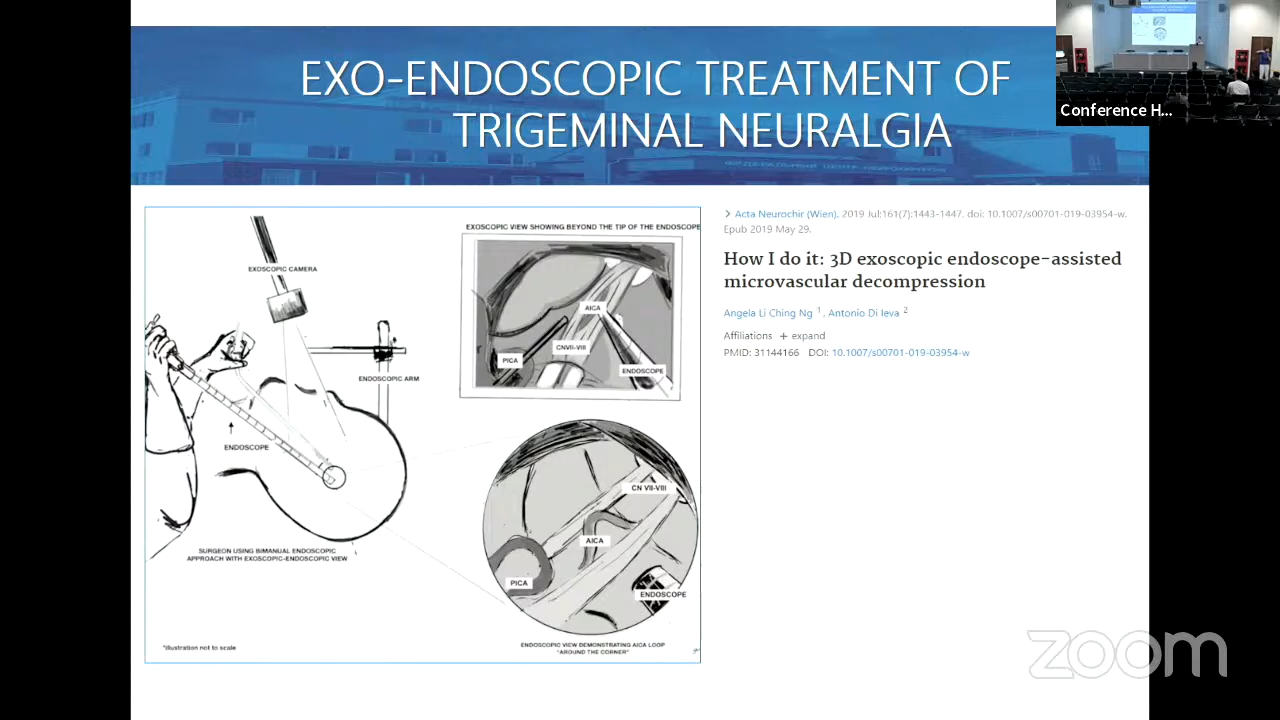 EXO-ENDOSCOPIC TREATMENT OF
TRIGEMINAL NEURALGIA
Conference H...
EXOSCOPIC CAMERA
ENDOSCOPIC ARM
ENDOSCOPE
SURGEON USING BIMANUAL ENDOSCOPIC
APPROACH WITH EXOSCOPIC-ENDOSCOPIC VIEW
*illustration not to scale
EXOSCOPIC VIEW SHOWING BEYOND THE TIP OF THE ENDOSCOPE
AICA
CNVII-VIII
PICA
ENDOSCOPE
CN VII-VIII
AICA
PICA
ENDOSCOPE
ENDOSCOPIC VIEW DEMONSTRATING AICA LOOP
"AROUND THE CORNER"
> Acta Neurochir (Wien). 2019 Jul:161(7):1443-1447. doi: 10.1007/s00701-019-03954-w.
Epub 2019 May 29.
How I do it: 3D exoscopic endoscope-assisted
microvascular decompression
Angela Li Ching Ng 1, Antonio Di Ieva 2
Affiliations + expand
PMID: 31144166 DOI: 10.1007/s00701-019-03954-w
zoom